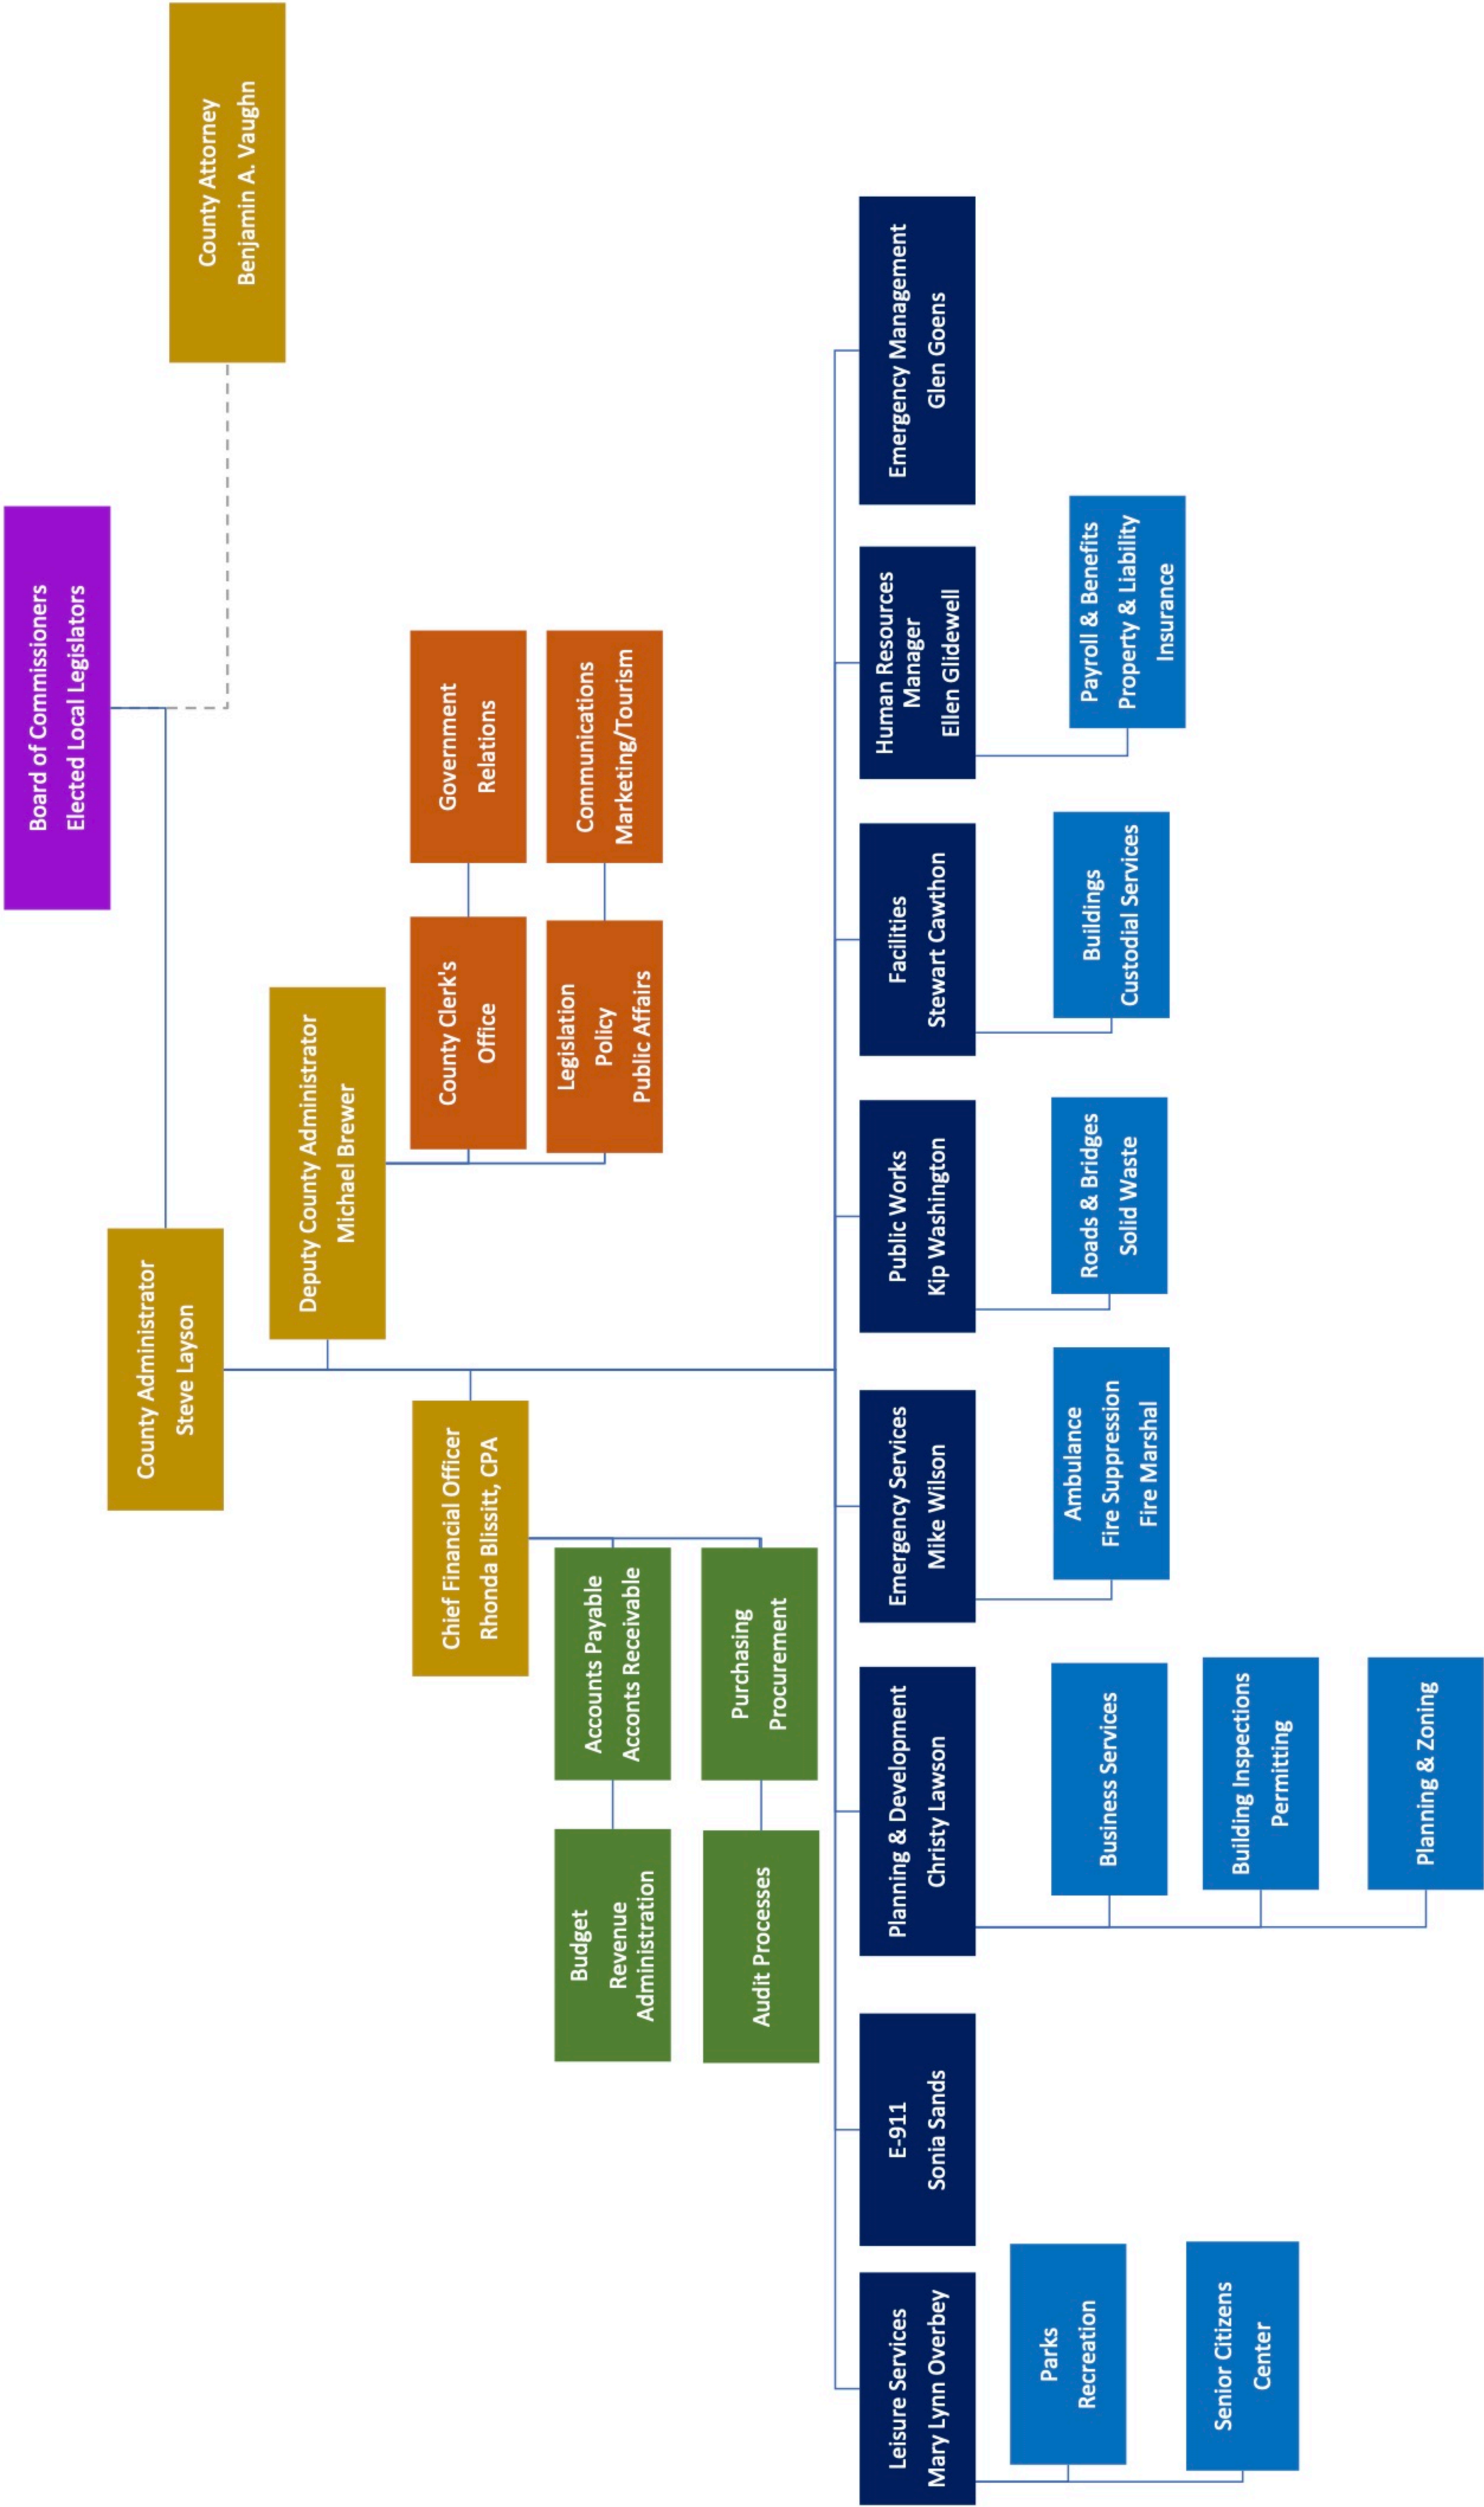 Board of Commissioners
Elected Local Legislators
County Attorney
Benjamin A. Vaughn
County Administrator
Steve Layson
Deputy County Administrator
Michael Brewer
County Clerk's
Office
Government
Relations
Legislation
Policy
Public Affairs
Communications
Marketing/Tourism
Chief Financial Officer
Rhonda Blissitt, CPA
Budget
Revenue
Administration
Accounts Payable
Acconts Receivable
Audit Processes
Purchasing
Procurement
Leisure Services
Mary Lynn Overbey
E-911
Sonia Sands
Planning & Development
Christy Lawson
Emergency Services
Mike Wilson
Public Works
Kip Washington
Facilities
Stewart Cawthon
Human Resources
Manager
Ellen Glidewell
Emergency Management
Glen Goens
Parks
Recreation
Senior Citizens
Center
Business Services
Building Inspections
Permitting
Planning & Zoning
Ambulance
Fire Suppression
Fire Marshal
Roads & Bridges
Solid Waste
Buildings
Custodial Services
Payroll & Benefits
Property & Liability
Insurance